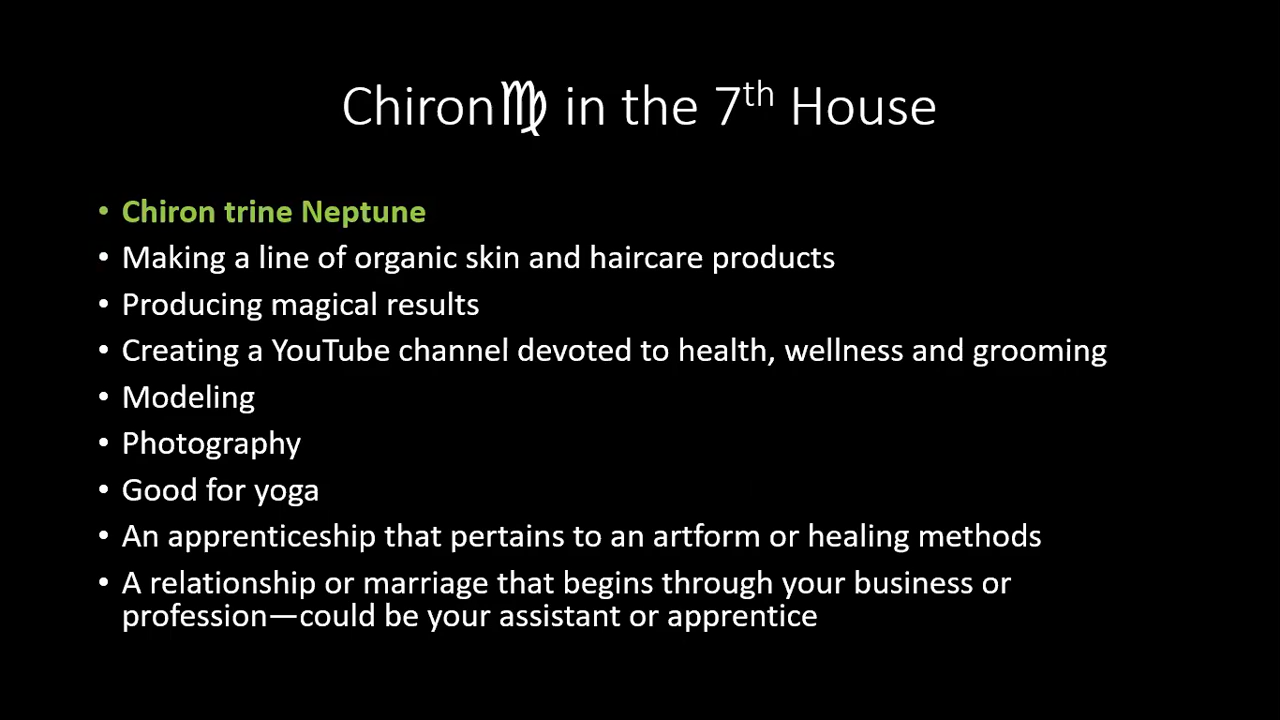 Chiron♍ in the 7th House
• Chiron trine Neptune
• Making a line of organic skin and haircare products
• Producing magical results
• Creating a YouTube channel devoted to health, wellness and grooming
• Modeling
• Photography
• Good for yoga
• An apprenticeship that pertains to an artform or healing methods
• A relationship or marriage that begins through your business or
profession—could be your assistant or apprentice